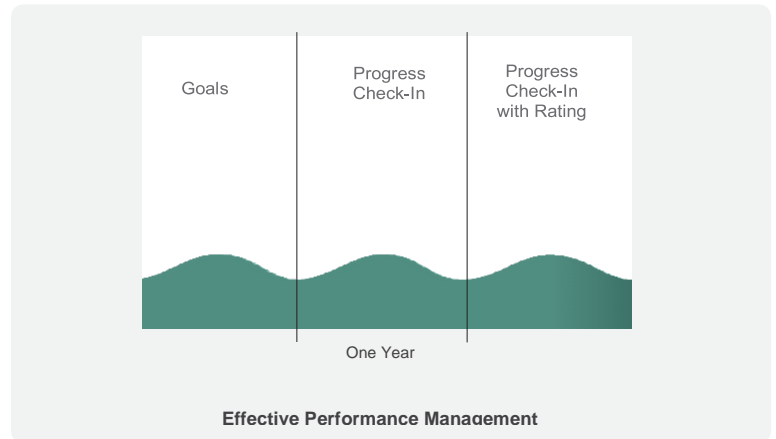 Goals
Progress
Check-In
Progress
Check-In
with Rating
One Year
Effective Performance Management